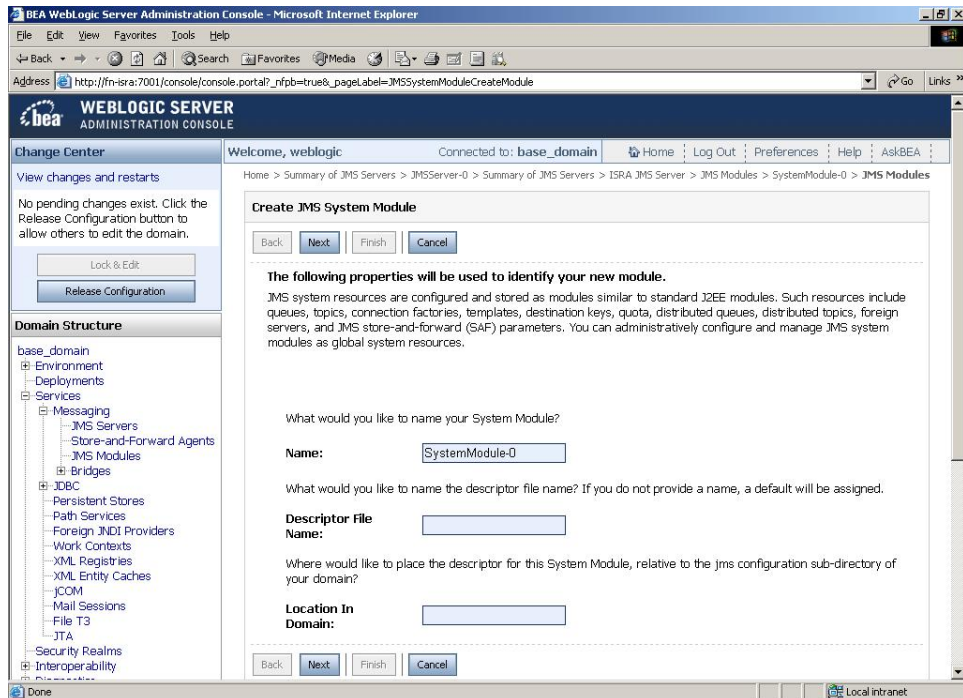 BEA WebLogic Server Administration Console - Microsoft Internet Explorer
File Edit View Favorites Tools Help
Back Search Favorites Media
Address http://fn-isra:7001/console/console.portal?_nfpb=true&_pageLabel=JMSSystemModuleCreateModule Go Links »
bea WEBLOGIC SERVER
ADMINISTRATION CONSOLE
Change Center
View changes and restarts
No pending changes exist. Click the
Release Configuration button to
allow others to edit the domain.
Lock & Edit
Release Configuration
Domain Structure
base_domain
Environment
Deployments
Services
Messaging
JMS Servers
Store-and-Forward Agents
JMS Modules
Bridges
JDBC
Persistent Stores
Path Services
Foreign JNDI Providers
Work Contexts
XML Registries
XML Entity Caches
jCOM
Mail Sessions
File T3
JTA
Security Realms
Interoperability
Diagnostics
Welcome, weblogic Connected to: base_domain Home Log Out Preferences Help AskBEA
Home > Summary of JMS Servers > JMSServer-0 > Summary of JMS Servers > ISRA JMS Server > JMS Modules > SystemModule-0 > JMS Modules
Create JMS System Module
Back Next Finish Cancel
The following properties will be used to identify your new module.
JMS system resources are configured and stored as modules similar to standard J2EE modules. Such resources include
queues, topics, connection factories, templates, destination keys, quota, distributed queues, distributed topics, foreign
servers, and JMS store-and-forward (SAF) parameters. You can administratively configure and manage JMS system
modules as global system resources.
What would you like to name your System Module?
Name: SystemModule-0
What would you like to name the descriptor file name? If you do not provide a name, a default will be assigned.
Descriptor File
Name:
Where would like to place the descriptor for this System Module, relative to the jms configuration sub-directory of
your domain?
Location In
Domain:
Back Next Finish Cancel
Done Local intranet